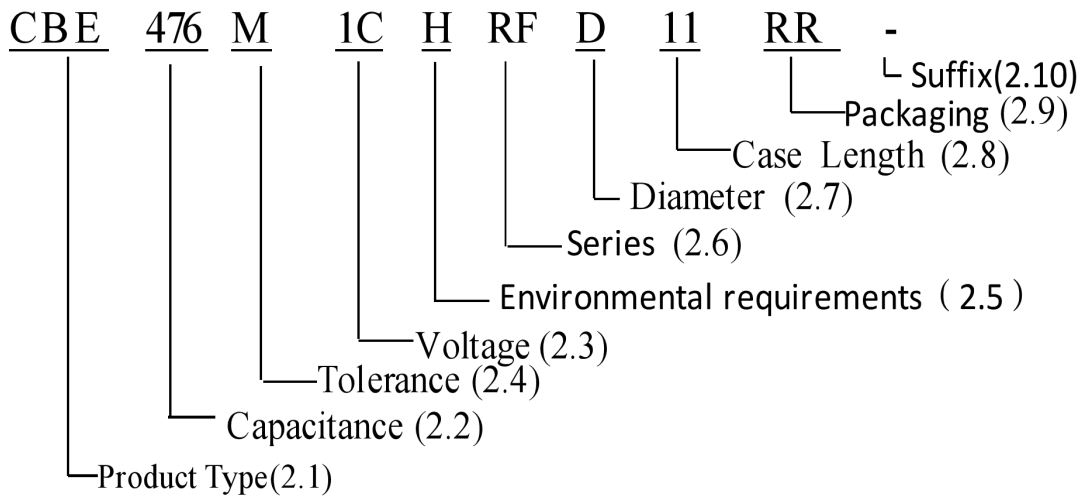 CBE 476 M 1C H RF D 11 RR -
Suffix(2.10)
Packaging (2.9)
Case Length (2.8)
Diameter (2.7)
Series (2.6)
Environmental requirements（2.5）
Voltage (2.3)
Tolerance (2.4)
Capacitance (2.2)
Product Type(2.1)